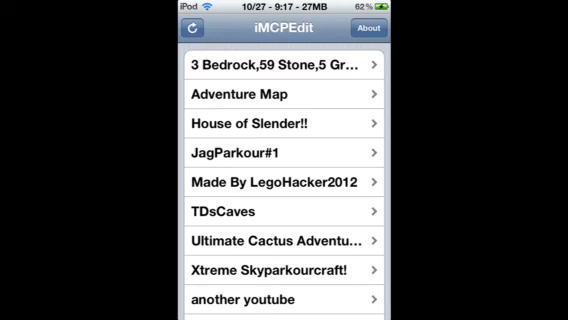 iPod 10/27 - 9:17 - 27MB 62 %
iMCPEdit
About
3 Bedrock,59 Stone,5 Gr...
Adventure Map
House of Slender!!
JagParkour#1
Made By LegoHacker2012
TDsCaves
Ultimate Cactus Adventu...
Xtreme Skyparkourcraft!
another youtube